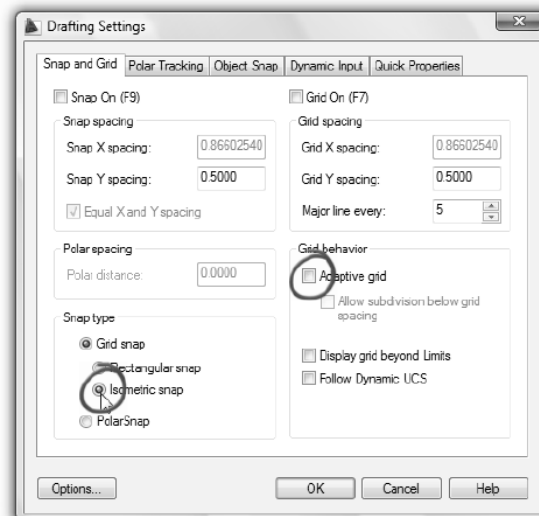 Drafting Settings
Snap and Grid Polar Tracking Object Snap Dynamic Input Quick Properties
Snap On (F9)
Snap spacing
Snap X spacing: 0.86602540
Snap Y spacing: 0.5000
Equal X and Y spacing
Polar spacing
Polar distance: 0.0000
Snap type
Grid snap
Rectangular snap
Isometric snap
PolarSnap
Grid On (F7)
Grid spacing
Grid X spacing: 0.86602540
Grid Y spacing: 0.5000
Major line every: 5
Grid behavior
Adaptive grid
Allow subdivision below grid
spacing
Display grid beyond Limits
Follow Dynamic UCS
Options... OK Cancel Help